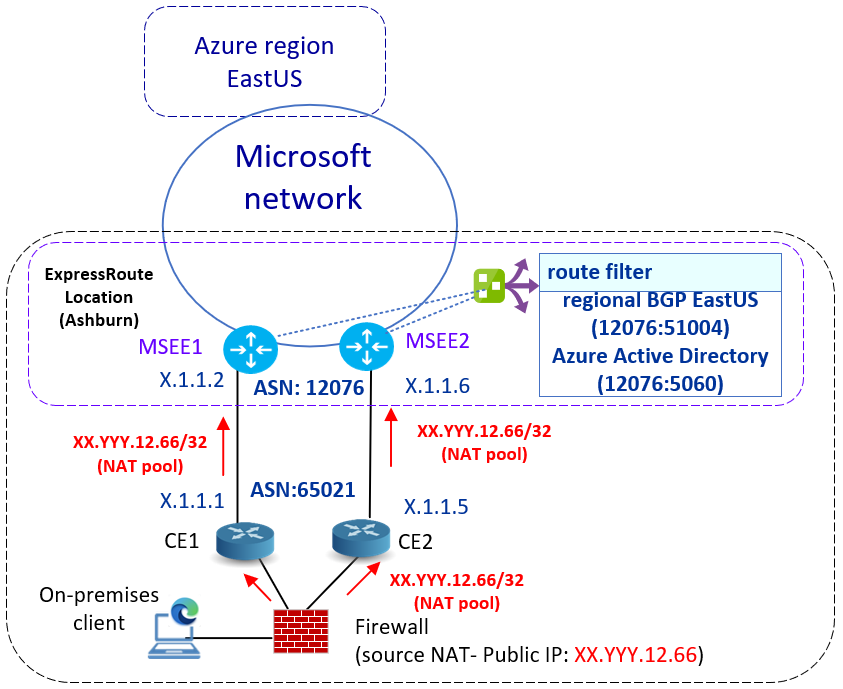 Azure region
EastUS
Microsoft
network
ExpressRoute
Location
(Ashburn)
route filter
regional BGP EastUS
(12076:51004)
Azure Active Directory
(12076:5060)
MSEE1
MSEE2
X.1.1.2
ASN: 12076
X.1.1.6
XX.YYY.12.66/32
(NAT pool)
XX.YYY.12.66/32
(NAT pool)
X.1.1.1
ASN:65021
X.1.1.5
CE1
CE2
XX.YYY.12.66/32
(NAT pool)
On-premises
client
Firewall
(source NAT- Public IP: XX.YYY.12.66)